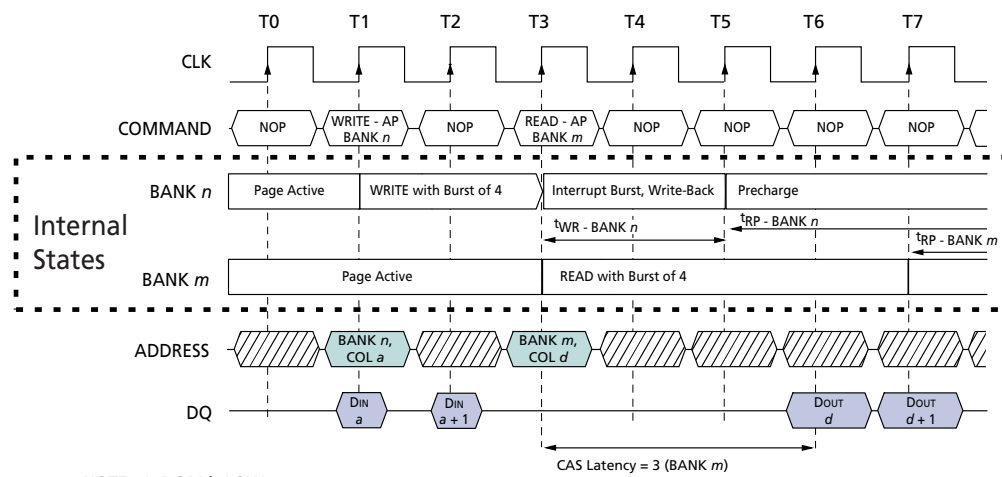 T0 T1 T2 T3 T4 T5 T6 T7
CLK
COMMAND NOP WRITE - AP BANK n NOP READ - AP BANK m NOP NOP NOP NOP
Internal States
BANK n Page Active WRITE with Burst of 4 Interrupt Burst, Write-Back Precharge
tWR - BANK n tRP - BANK n
tRP - BANK m
BANK m Page Active READ with Burst of 4
ADDRESS BANK n, COL a BANK m, COL d
DQ DIN a DIN a + 1 DOUT d DOUT d + 1
CAS Latency = 3 (BANK m)